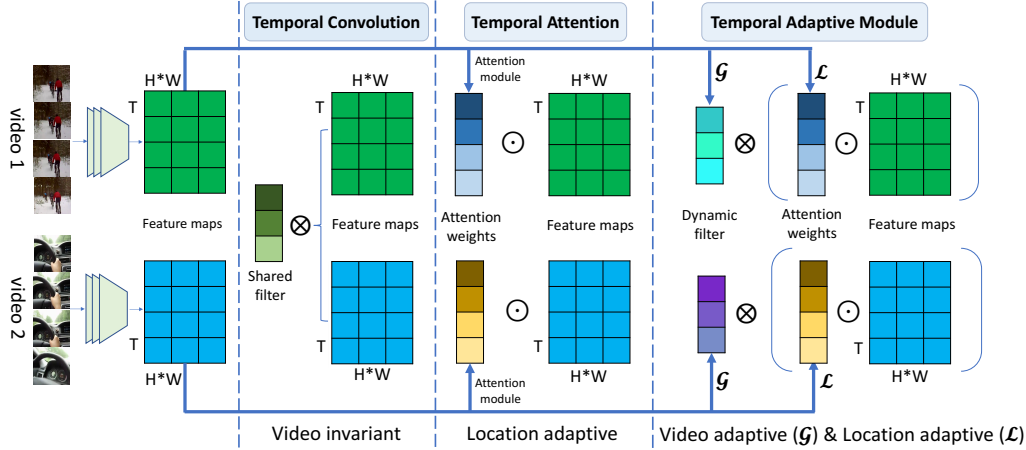 Temporal Convolution
Temporal Attention
Temporal Adaptive Module
video 1
H*W
T
Feature maps
video 2
T
H*W
Shared
filter
⊗
H*W
T
Feature maps
Feature maps
T
H*W
Video invariant
Attention
module
H*W
T
⊙
Attention
weights
Feature maps
⊙
T
H*W
Attention
module
Location adaptive
𝓖
𝓛
H*W
T
⊗
⊙
Dynamic
filter
Attention
weights
Feature maps
⊗
⊙
T
H*W
𝓖
𝓛
Video adaptive (𝓖) & Location adaptive (𝓛)